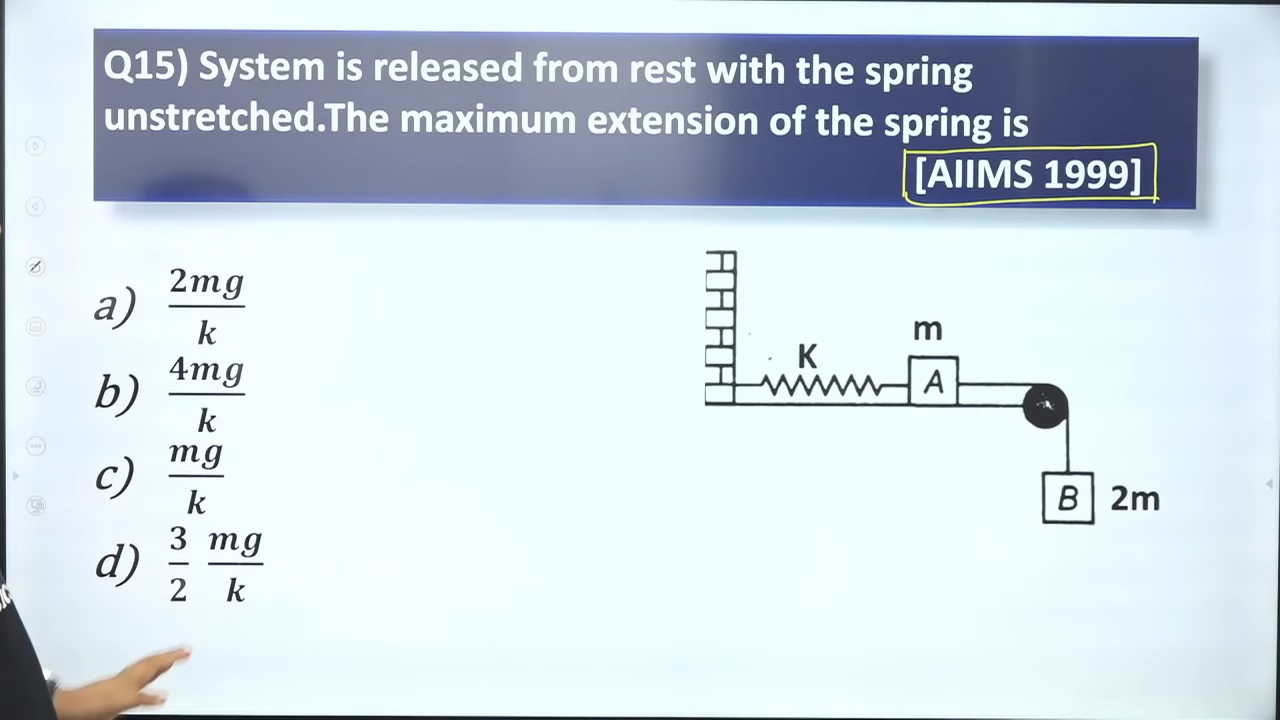 Q15) System is released from rest with the spring
unstretched.The maximum extension of the spring is
[AIIMS 1999]
a) 2mg/k
b) 4mg/k
c) mg/k
d) 3/2 mg/k
K
m
A
B 2m